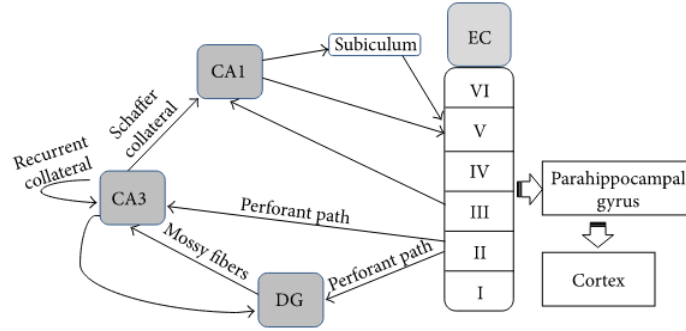 Subiculum
EC
CA1
VI
Schaffer
collateral
V
Recurrent
collateral
IV
Parahippocampal
gyrus
CA3
Perforant path
III
Mossy fibers
Perforant path
II
Cortex
DG
I